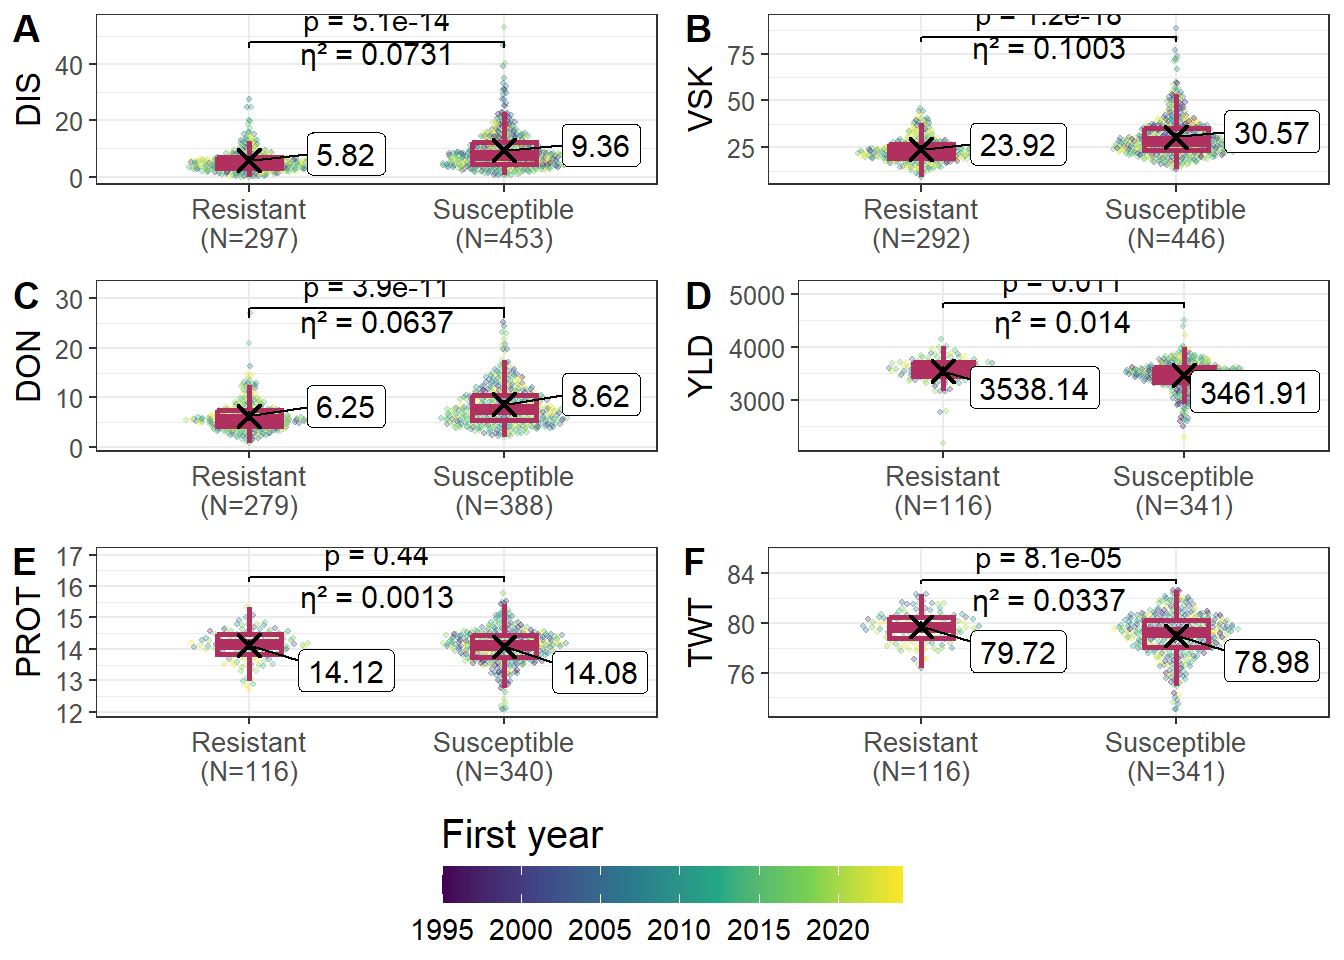 A
DIS
p = 5.1e-14
η² = 0.0731
40
20
0
5.82
9.36
Resistant
(N=297)
Susceptible
(N=453)
B
VSK
p = 1.2e-18
η² = 0.1003
75
50
25
23.92
30.57
Resistant
(N=292)
Susceptible
(N=446)
C
DON
p = 3.9e-11
η² = 0.0637
30
20
10
0
6.25
8.62
Resistant
(N=279)
Susceptible
(N=388)
D
YLD
p = 0.011
η² = 0.014
5000
4000
3000
3538.14
3461.91
Resistant
(N=116)
Susceptible
(N=341)
E
PROT
p = 0.44
η² = 0.0013
17
16
15
14
13
12
14.12
14.08
Resistant
(N=116)
Susceptible
(N=340)
F
TWT
p = 8.1e-05
η² = 0.0337
84
80
76
79.72
78.98
Resistant
(N=116)
Susceptible
(N=341)
First year
1995 2000 2005 2010 2015 2020